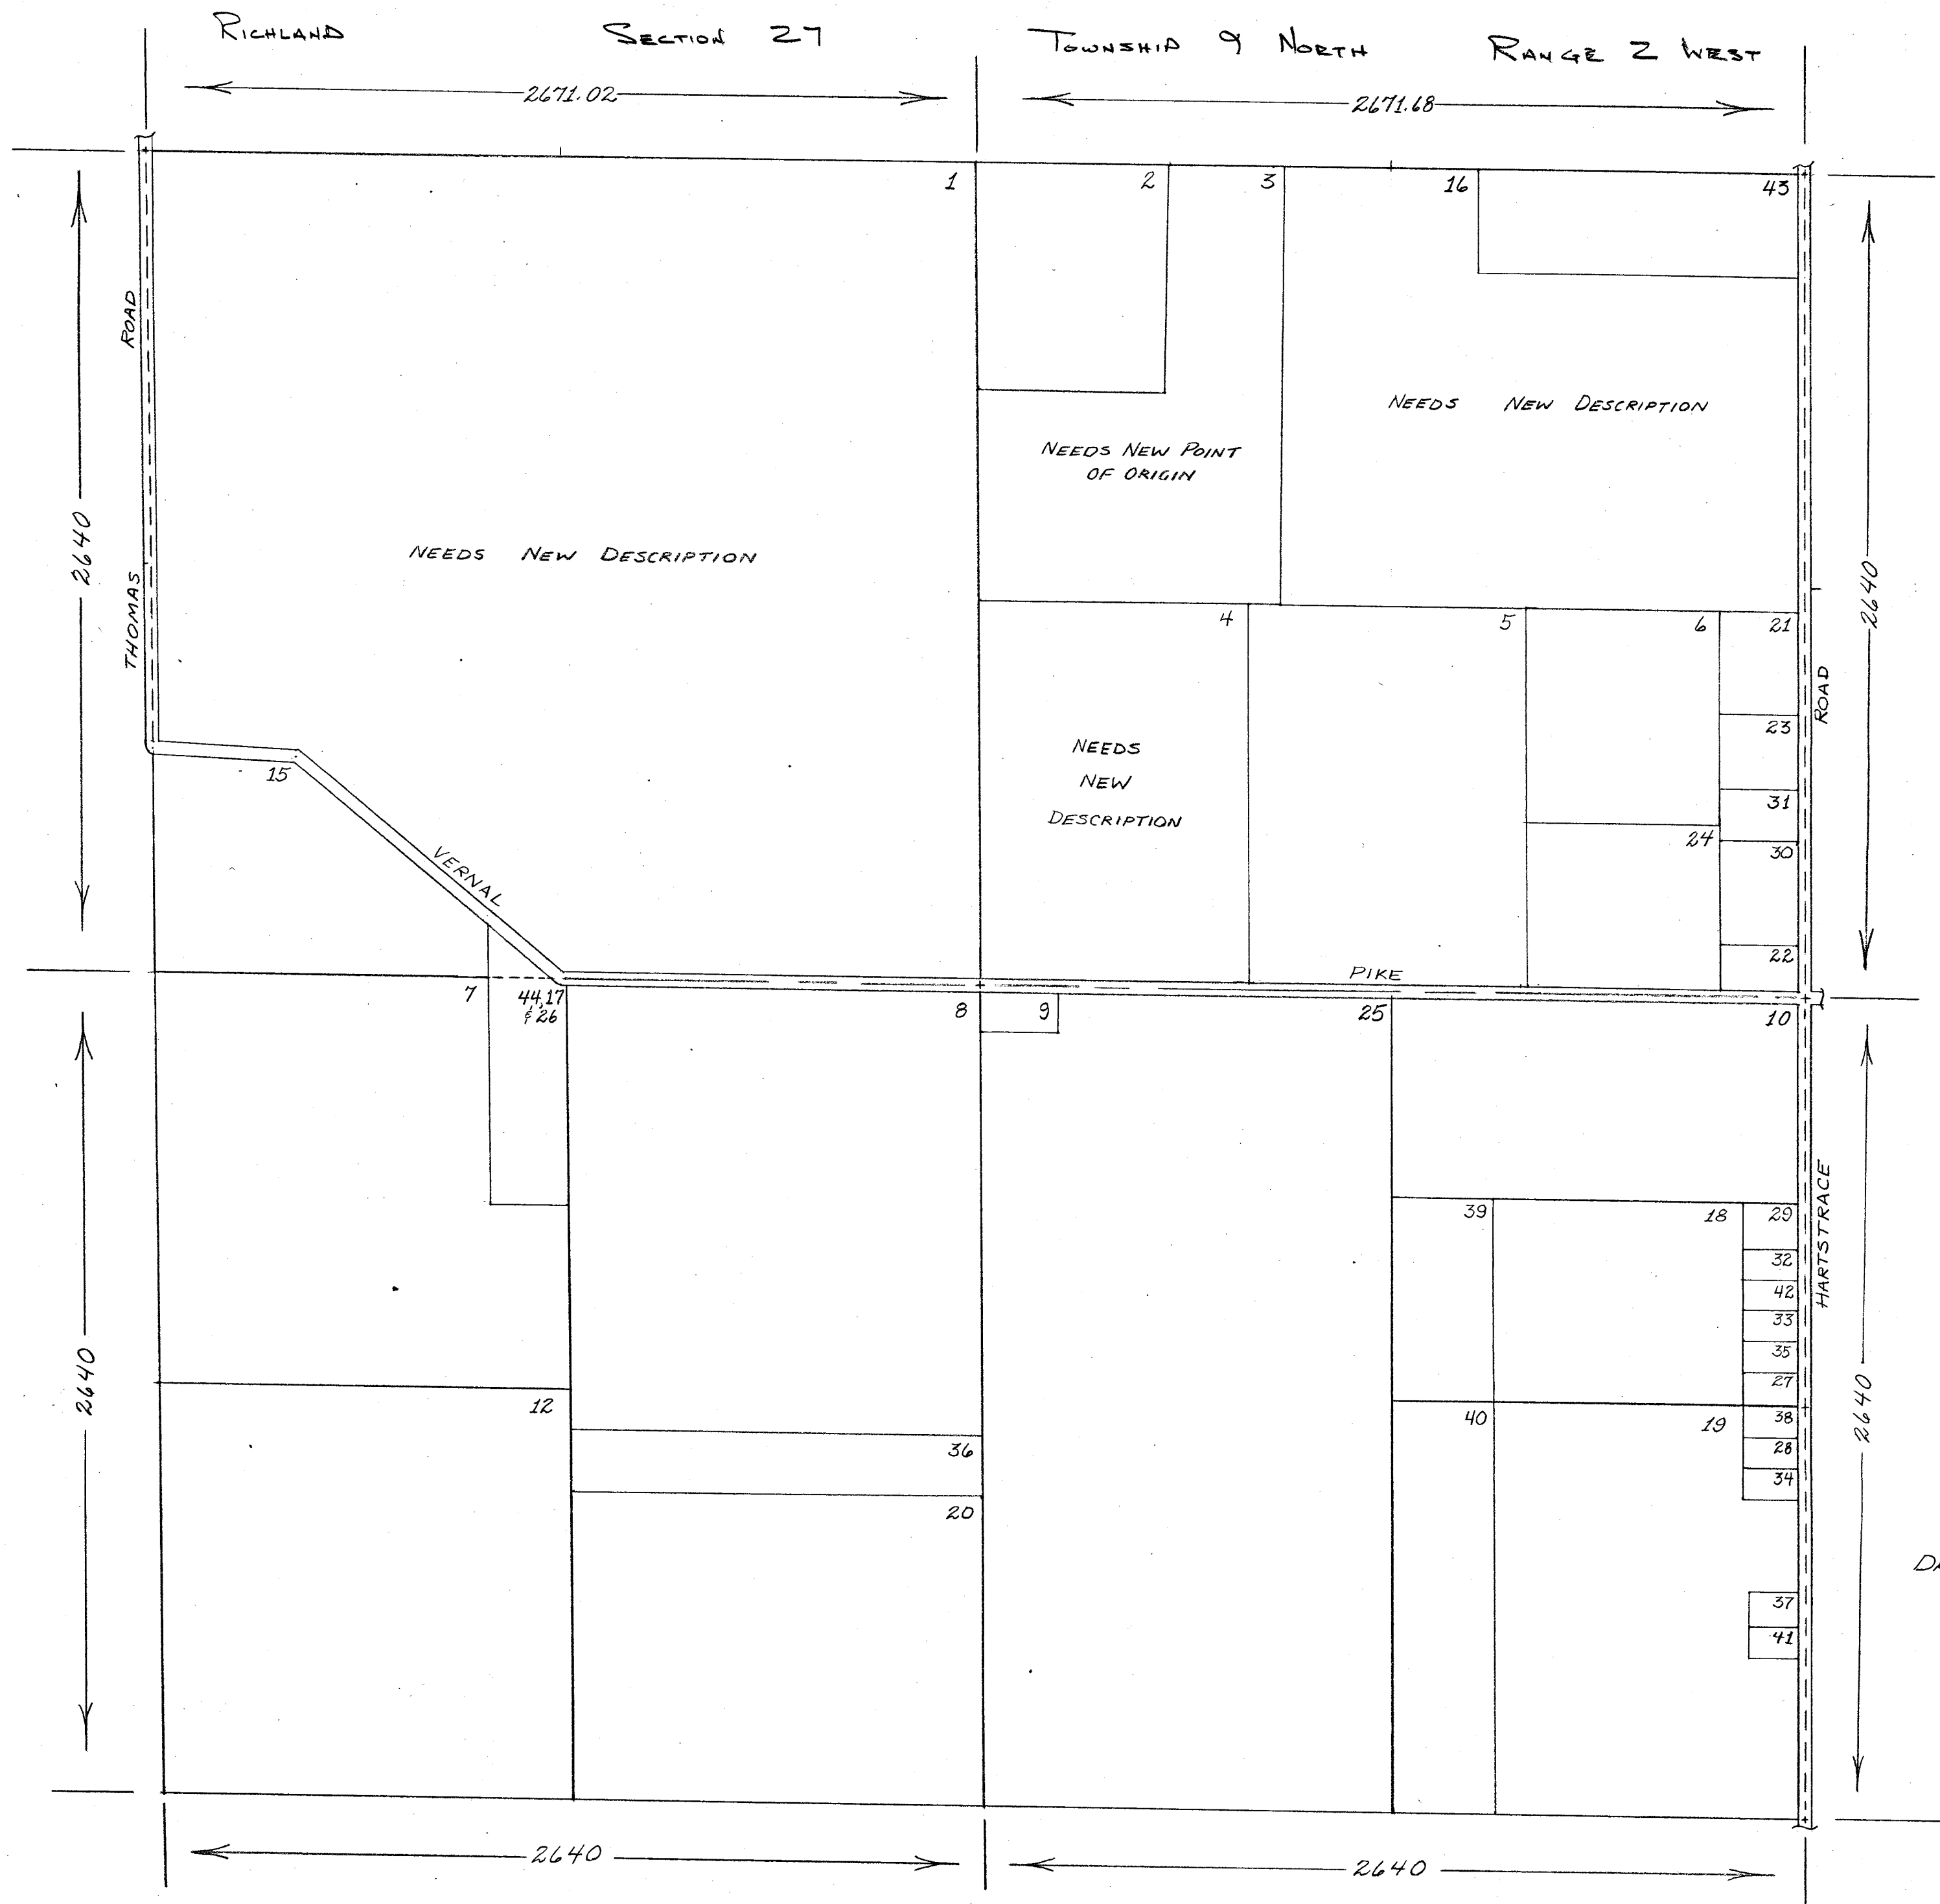 RICHLAND SECTION 27 TOWNSHIP 9 NORTH RANGE 2 WEST
2671.02 2671.68
1 2 3 16 43
ROAD
2640
THOMAS
NEEDS NEW DESCRIPTION
NEEDS NEW POINT
OF ORIGIN
NEEDS NEW DESCRIPTION
2640
4 5 6 21
ROAD
23
NEEDS
NEW
DESCRIPTION
31
24 30
22
15
VERNAL
PIKE
7 44,17
& 26
8 9 25 10
39 18 29
32
42
33
35
27
HARTSTRACE
2640
12
36
20
40 19 38
28
34
2640
37
41
2640 2640